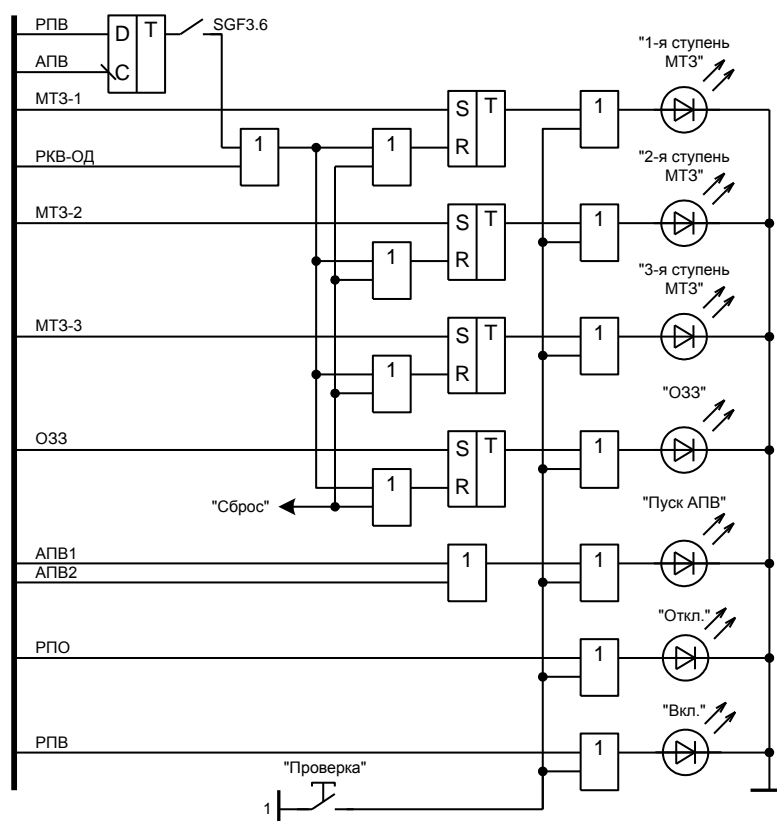 РПВ
D
T
SGF3.6
АПВ
C
"1-я ступень
МТЗ"
МТЗ-1
S
T
1
R
1
1
РКВ-ОД
"2-я ступень
МТЗ"
МТЗ-2
S
T
1
R
1
"3-я ступень
МТЗ"
МТЗ-3
S
T
1
R
1
"ОЗЗ"
ОЗЗ
S
T
1
R
1
"Сброс"
"Пуск АПВ"
АПВ1
1
1
АПВ2
"Откл."
РПО
1
"Вкл."
РПВ
1
"Проверка"
1